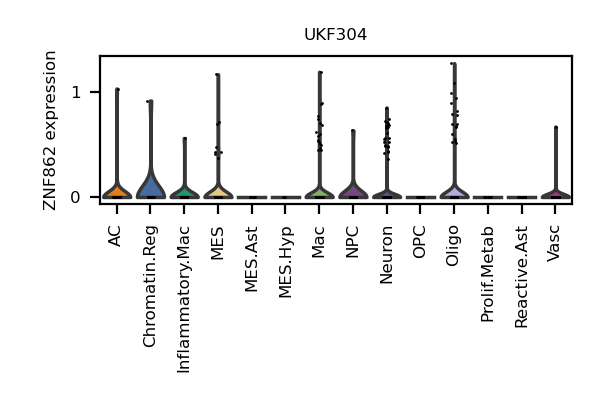 UKF304
ZNF862 expression
1
0
AC
Chromatin.Reg
Inflammatory.Mac
MES
MES.Ast
MES.Hyp
Mac
NPC
Neuron
OPC
Oligo
Prolif.Metab
Reactive.Ast
Vasc